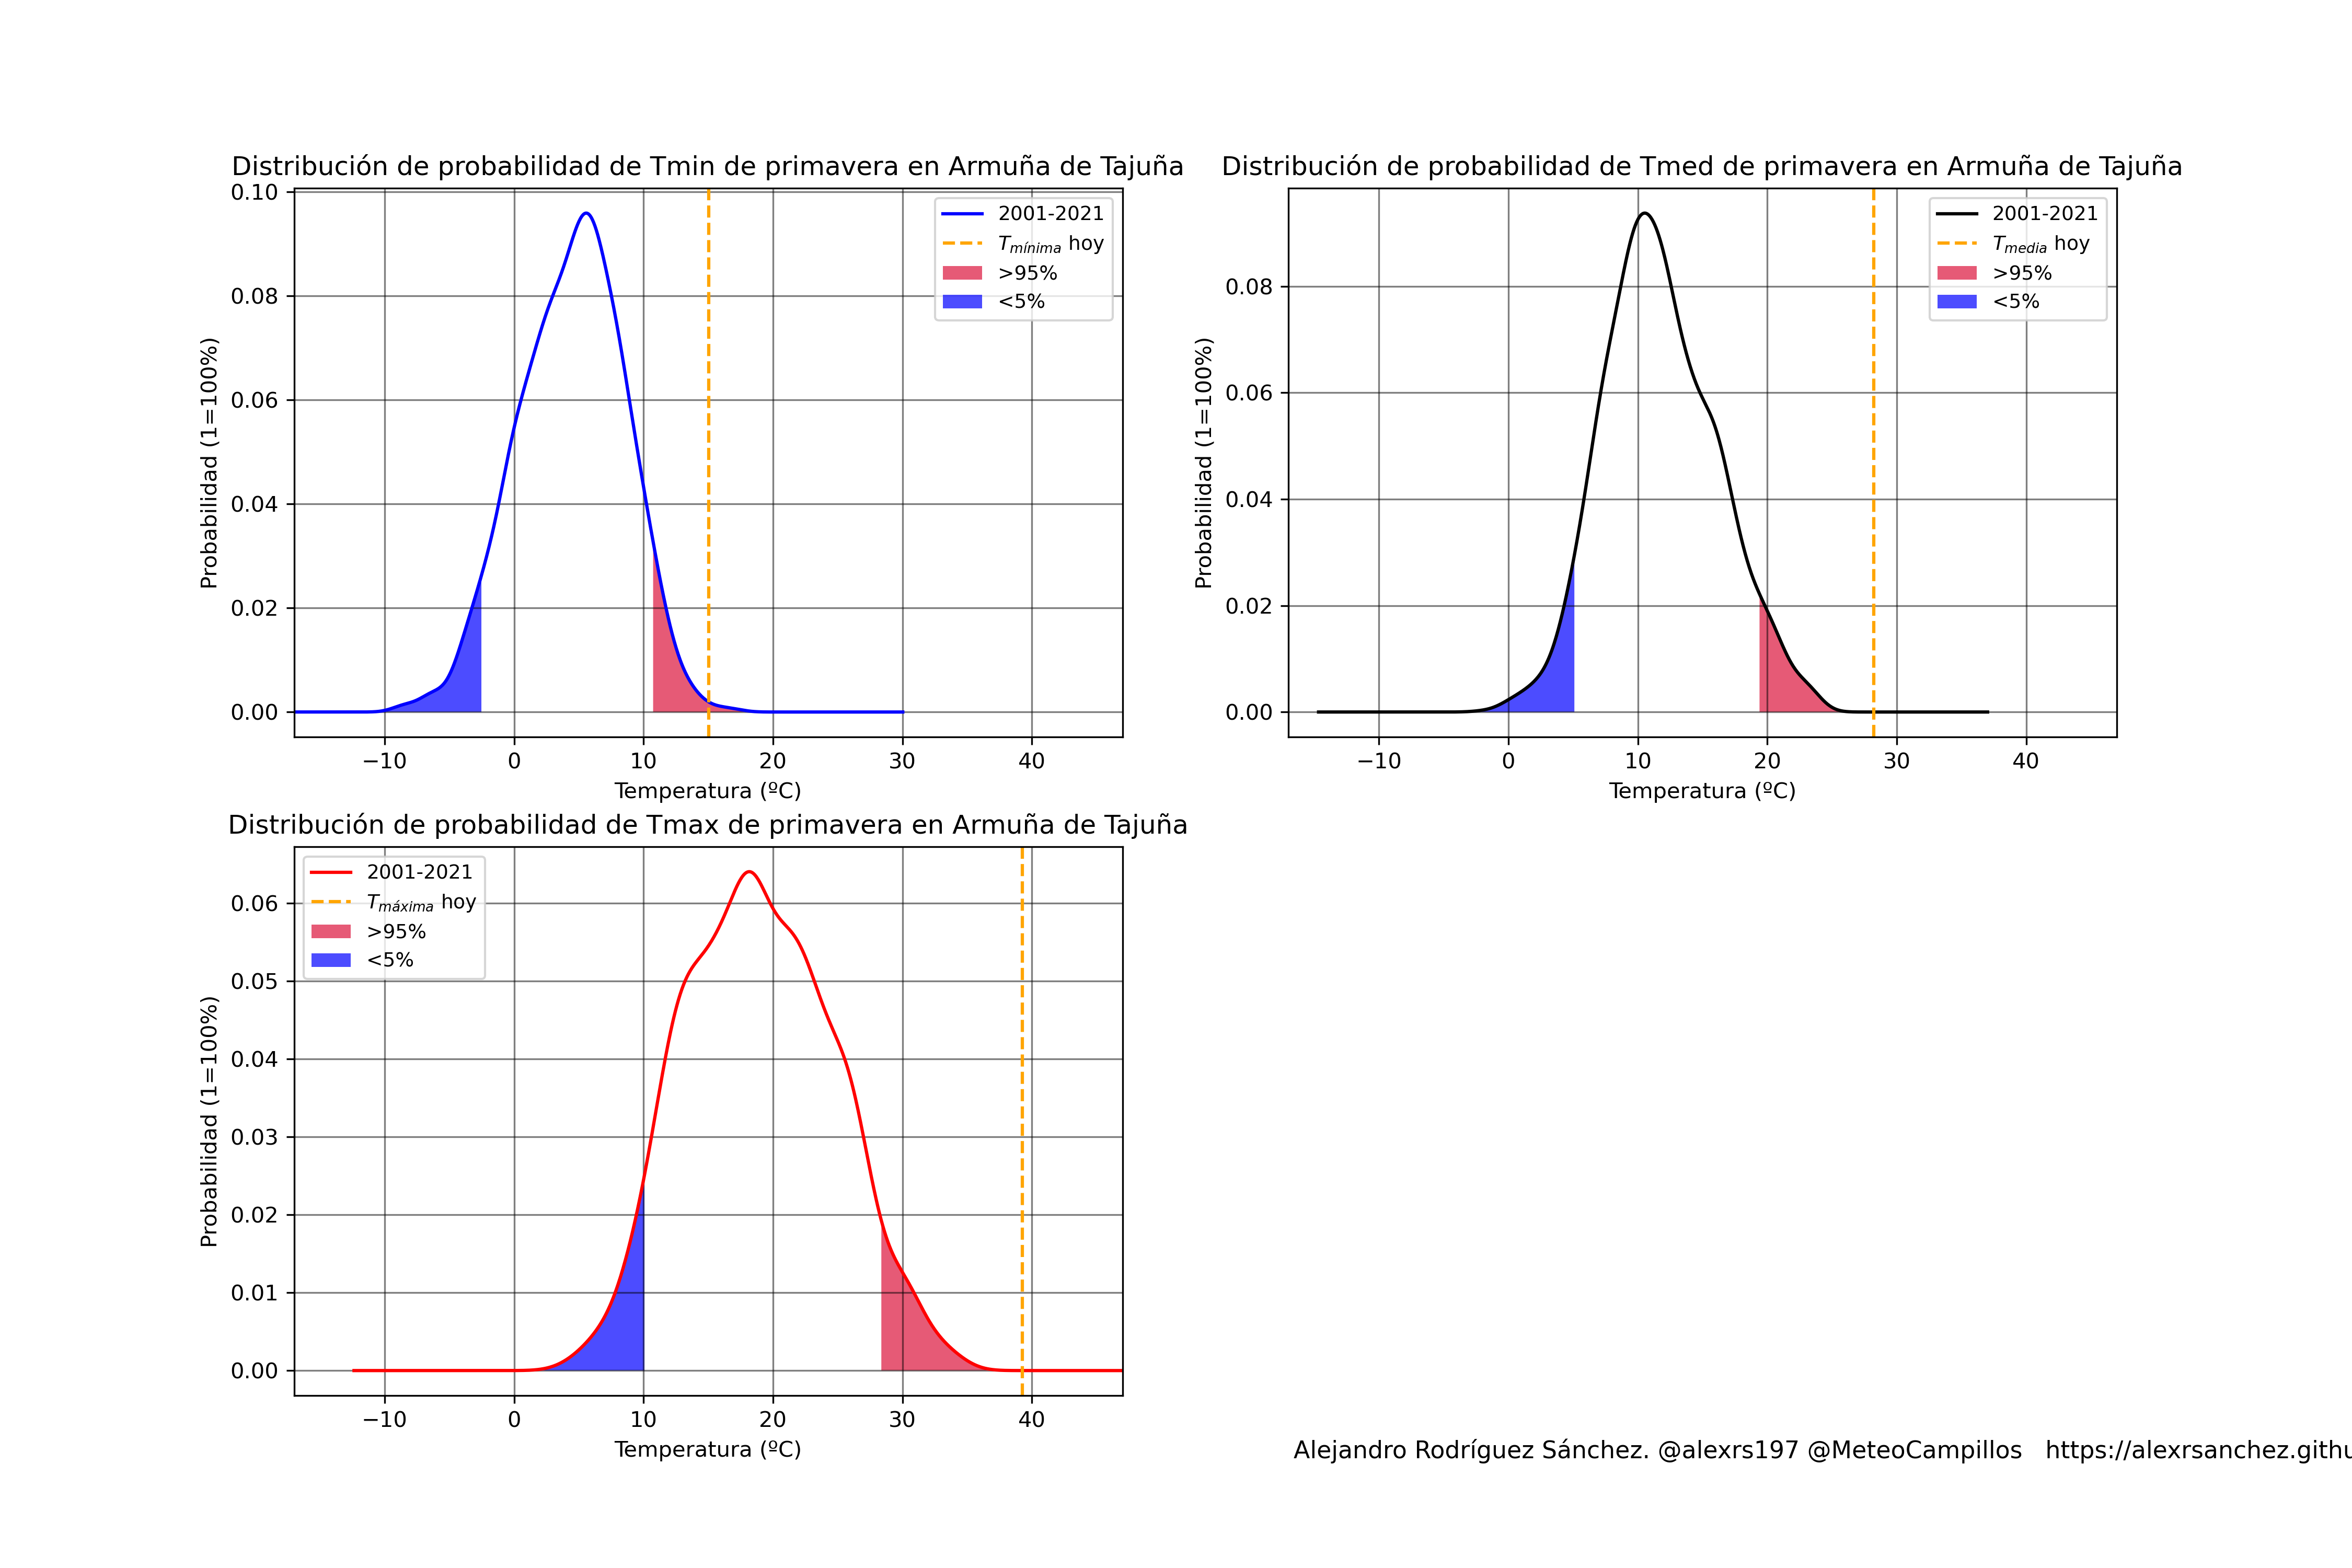 Distribución de probabilidad de Tmin de primavera en Armuña de Tajuña
0.10
0.08
0.06
0.04
0.02
0.00
Probabilidad (1=100%)
2001-2021
Tmínima hoy
>95%
<5%
−10 0 10 20 30 40
Temperatura (ºC)
Distribución de probabilidad de Tmed de primavera en Armuña de Tajuña
0.08
0.06
0.04
0.02
0.00
Probabilidad (1=100%)
2001-2021
Tmedia hoy
>95%
<5%
−10 0 10 20 30 40
Temperatura (ºC)
Distribución de probabilidad de Tmax de primavera en Armuña de Tajuña
0.06
0.05
0.04
0.03
0.02
0.01
0.00
Probabilidad (1=100%)
2001-2021
Tmáxima hoy
>95%
<5%
−10 0 10 20 30 40
Temperatura (ºC)
Alejandro Rodríguez Sánchez. @alexrs197 @MeteoCampillos https://alexrsanchez.githu